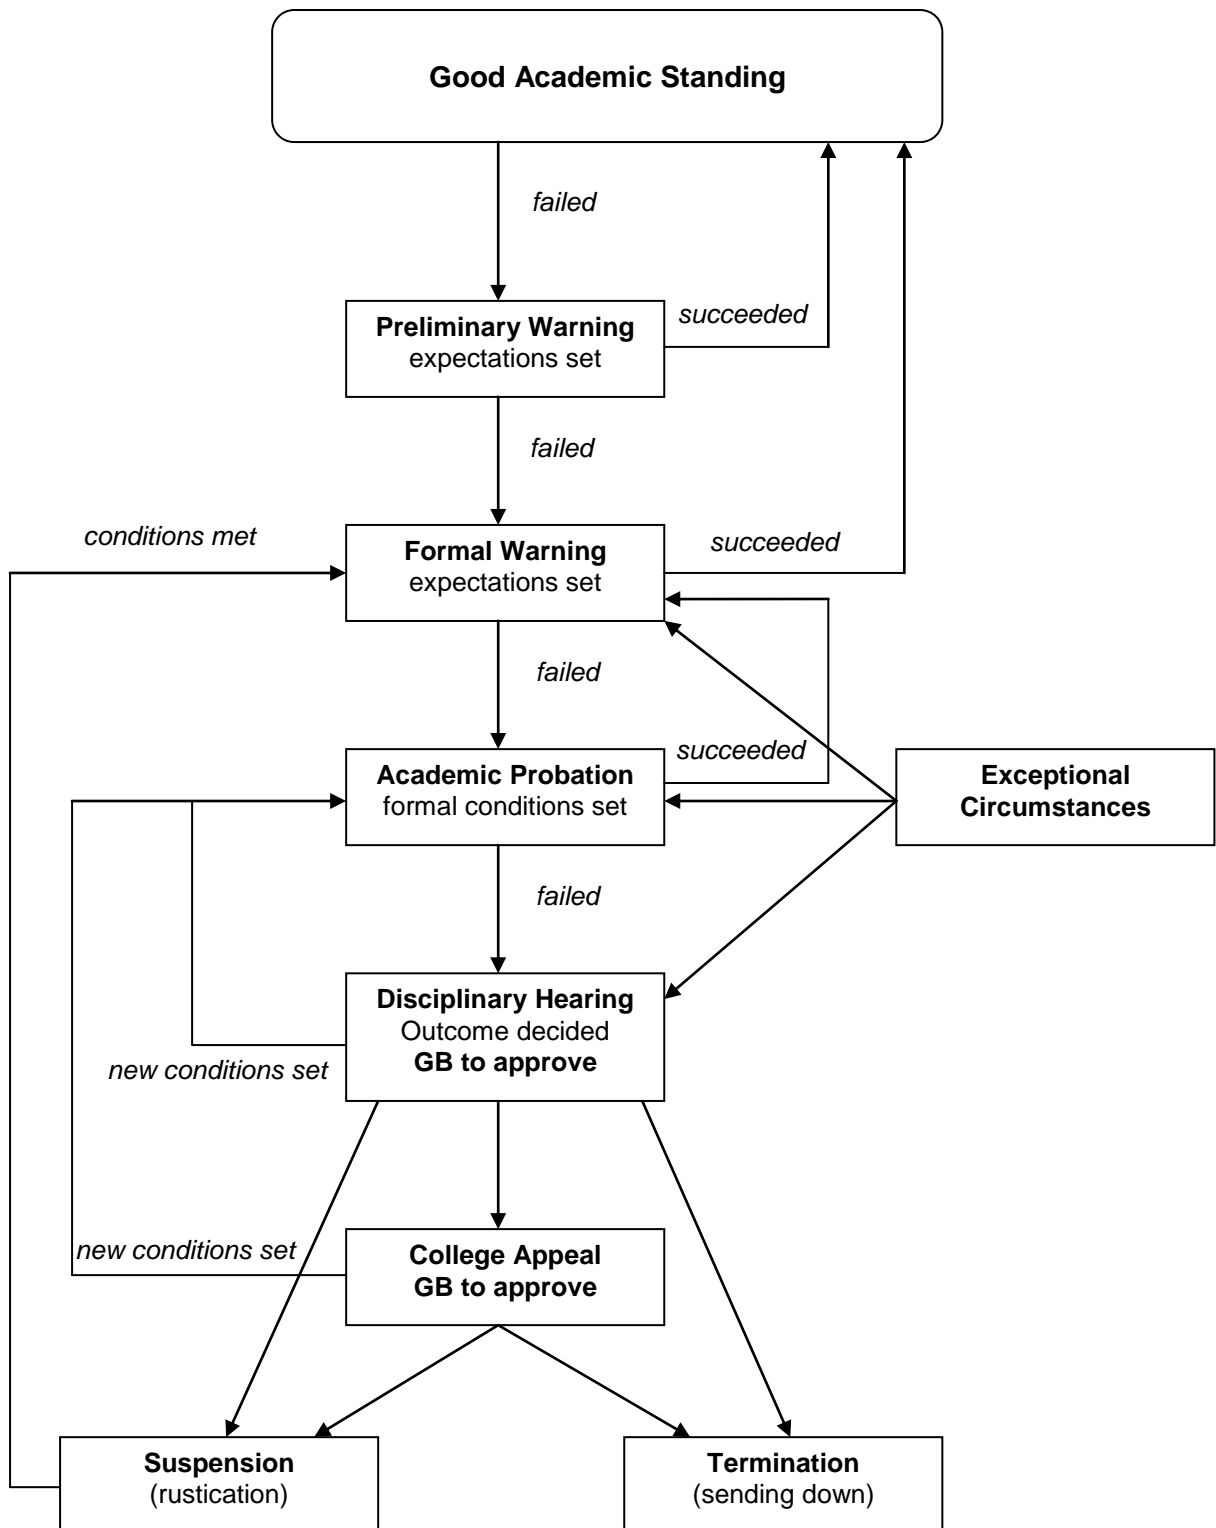 Good Academic Standing
failed
Preliminary Warning
expectations set
succeeded
failed
conditions met
Formal Warning
expectations set
succeeded
failed
Academic Probation
formal conditions set
succeeded
Exceptional
Circumstances
failed
Disciplinary Hearing
Outcome decided
GB to approve
new conditions set
College Appeal
GB to approve
new conditions set
Suspension
(rustication)
Termination
(sending down)